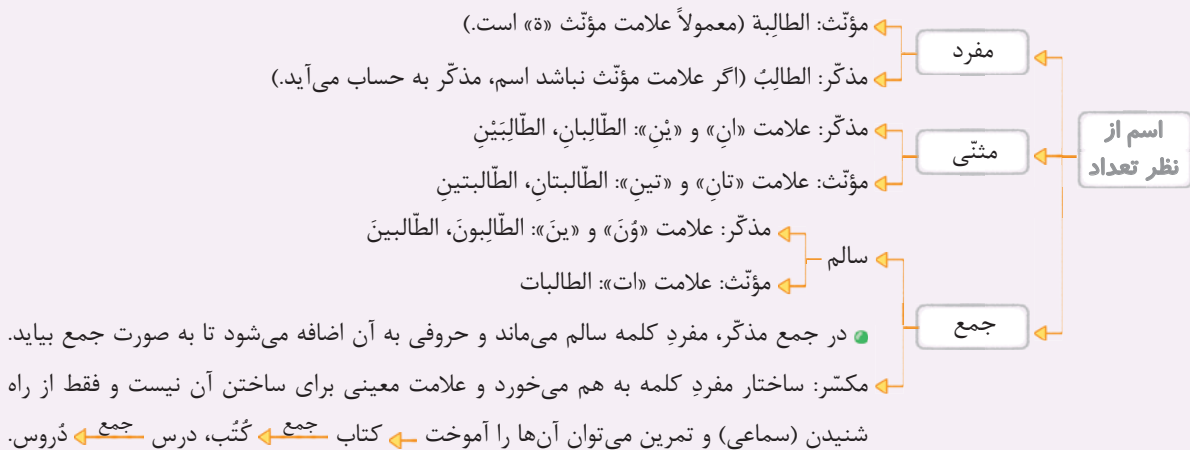 اسم از
نظر تعداد
مفرد
مؤنّث: الطالِبة (معمولاً علامت مؤنّث «ة» است.)
مذکّر: الطالِبُ (اگر علامت مؤنّث نباشد اسم، مذکّر به حساب می‌آید.)
مثنّی
مذکّر: علامت «انِ» و «یْنِ»: الطّالِبانِ، الطّالِبَیْنِ
مؤنّث: علامت «تانِ» و «تینِ»: الطّالبتانِ، الطّالبتینِ
جمع
سالم
مذکّر: علامت «وُنَ» و «ینَ»: الطّالِبونَ، الطّالبینَ
مؤنّث: علامت «ات»: الطالبات
در جمع مذکّر، مفردِ کلمه سالم می‌ماند و حروفی به آن اضافه می‌شود تا به صورت جمع بیاید.
مکسّر: ساختار مفردِ کلمه به هم می‌خورد و علامت معینی برای ساختن آن نیست و فقط از راه
شنیدن (سماعی) و تمرین می‌توان آن‌ها را آموخت کتاب جمع کُتُب، درس جمع دُروس.